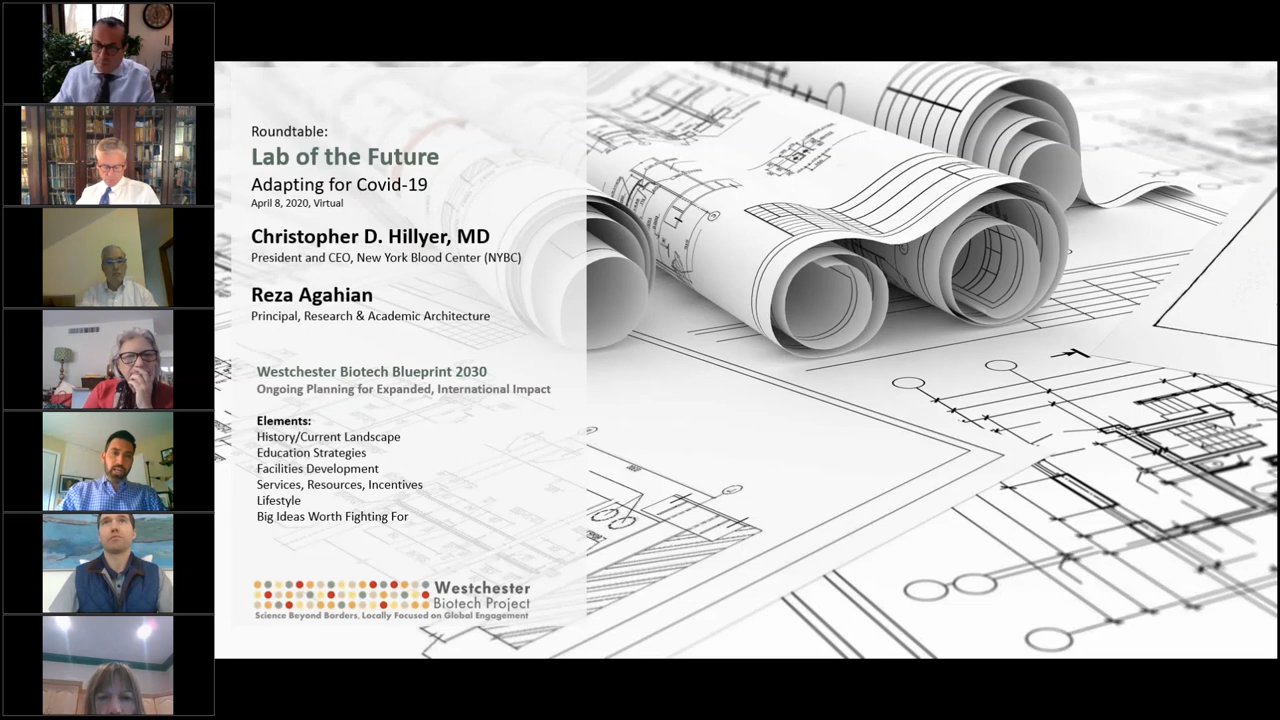 Roundtable:
Lab of the Future
Adapting for Covid-19
April 8, 2020, Virtual
Christopher D. Hillyer, MD
President and CEO, New York Blood Center (NYBC)
Reza Agahian
Principal, Research & Academic Architecture
Westchester Biotech Blueprint 2030
Ongoing Planning for Expanded, International Impact
Elements:
History/Current Landscape
Education Strategies
Facilities Development
Services, Resources, Incentives
Lifestyle
Big Ideas Worth Fighting For
Westchester
Biotech Project
Science Beyond Borders, Locally Focused on Global Engagement